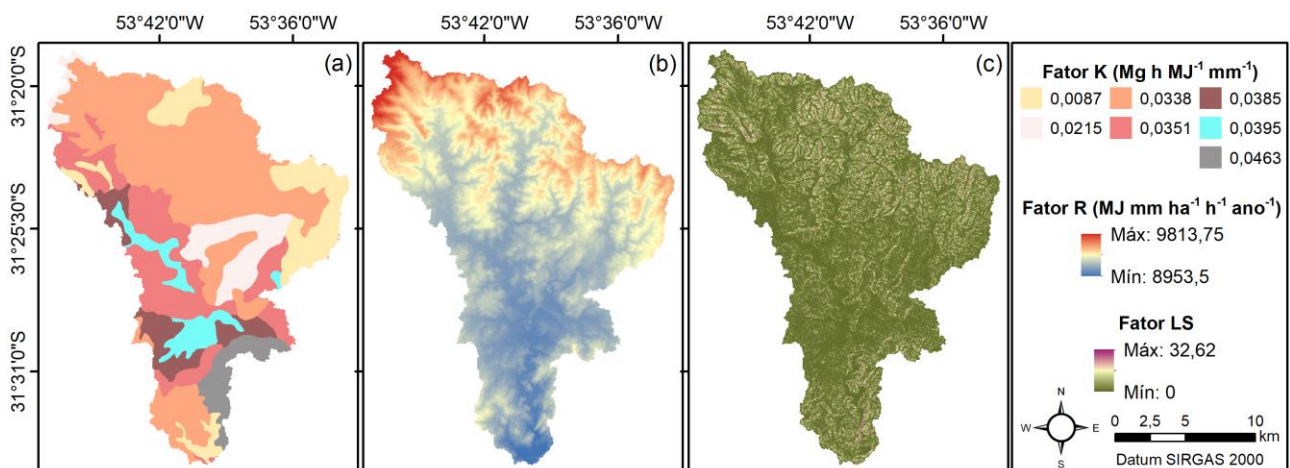 53°42'0"W 53°36'0"W 53°42'0"W 53°36'0"W 53°42'0"W 53°36'0"W
31°20'0"S
31°25'30"S
31°31'0"S
(a)
(b)
(c)
Fator K (Mg h MJ⁻¹ mm⁻¹)
0,0087 0,0338 0,0385
0,0215 0,0351 0,0395
0,0463
Fator R (MJ mm ha⁻¹ h⁻¹ ano⁻¹)
Máx: 9813,75
Mín: 8953,5
Fator LS
Máx: 32,62
Mín: 0
N
W E
S
0 2,5 5 10
km
Datum SIRGAS 2000